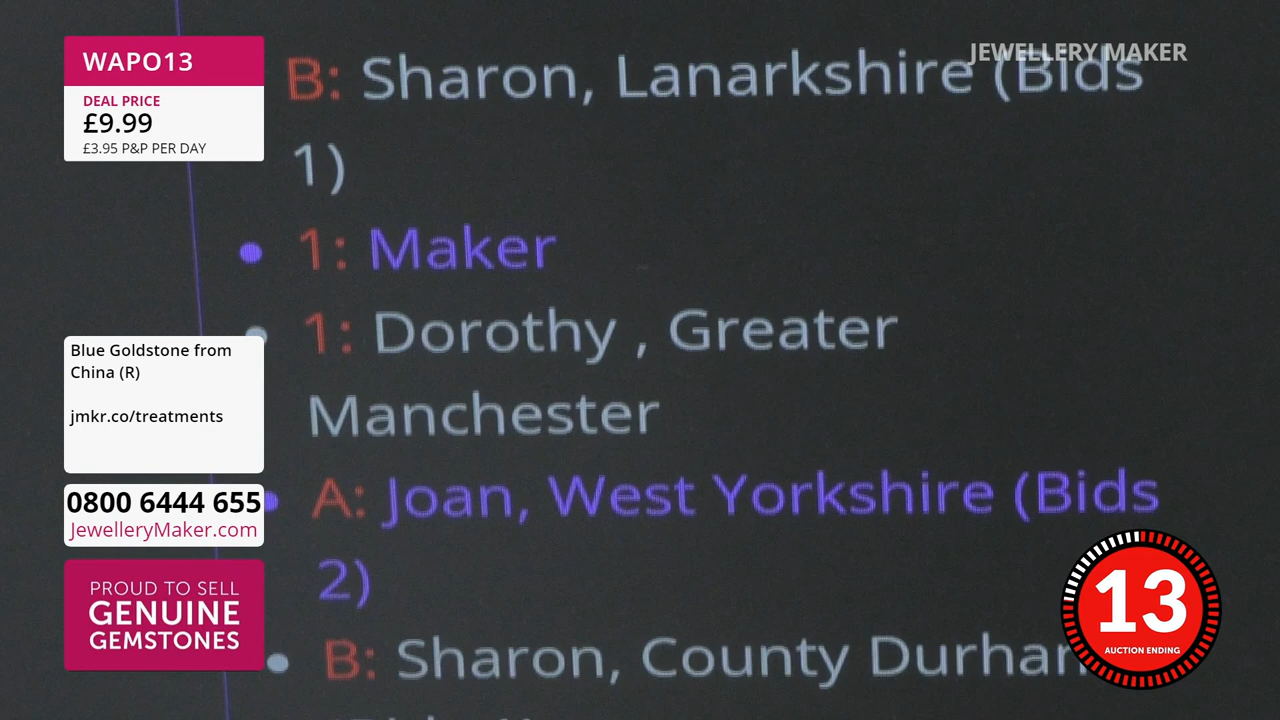 WAPO13
DEAL PRICE
£9.99
£3.95 P&P PER DAY
JEWELLERY MAKER
B: Sharon, Lanarkshire (Bids
1)
1: Maker
1: Dorothy , Greater
Manchester
A: Joan, West Yorkshire (Bids
2)
B: Sharon, County
Blue Goldstone from
China (R)
jmkr.co/treatments
0800 6444 655
JewelleryMaker.com
PROUD TO SELL
GENUINE
GEMSTONES
13
AUCTION ENDING